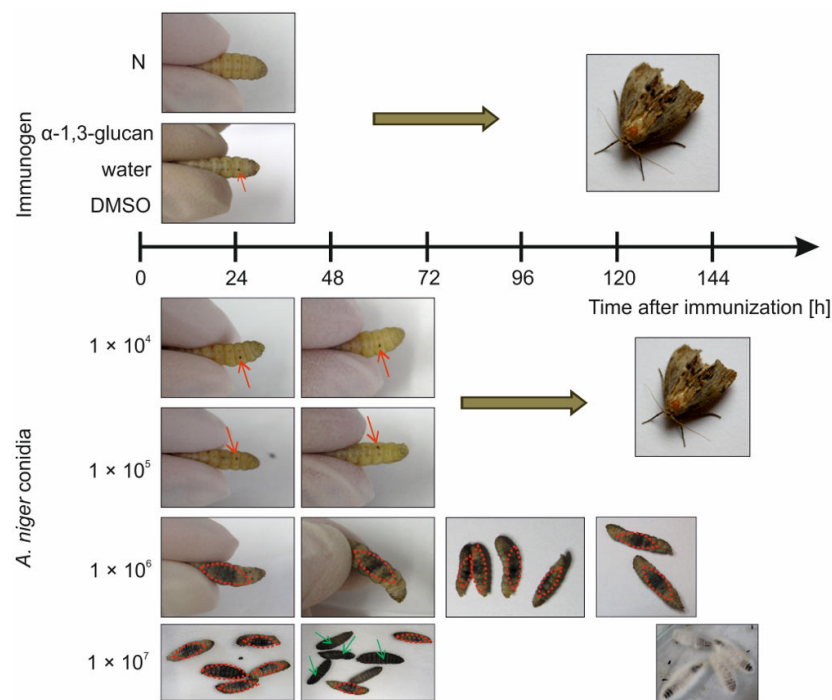 N
α-1,3-glucan
water
DMSO
Immunogen
0 24 48 72 96 120 144
Time after immunization [h]
1 × 10⁴
1 × 10⁵
1 × 10⁶
1 × 10⁷
A. niger conidia